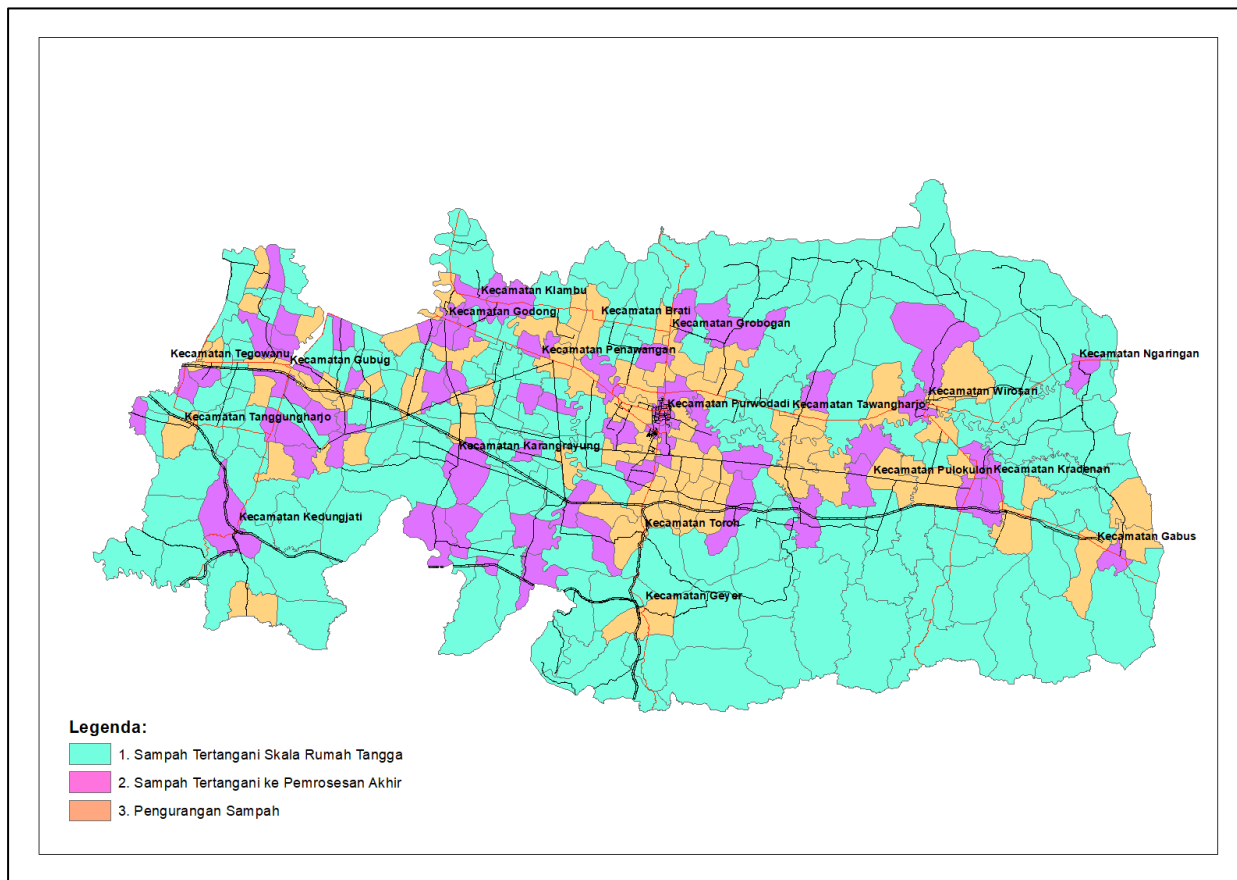 Kecamatan Klambu
Kecamatan Godong
Kecamatan Brati
Kecamatan Grobogan
Kecamatan Penawangan
Kecamatan Tegowanu
Kecamatan Gubug
Kecamatan Ngaringan
Kecamatan Wirosari
Kecamatan Purwodadi
Kecamatan Tawangharjo
Kecamatan Tanggungharjo
Kecamatan Karangrayung
Kecamatan Pulokulon
Kecamatan Kradenan
Kecamatan Kedungjati
Kecamatan Toroh
Kecamatan Gabus
Kecamatan Geyer
Legenda:
1. Sampah Tertangani Skala Rumah Tangga
2. Sampah Tertangani ke Pemrosesan Akhir
3. Pengurangan Sampah